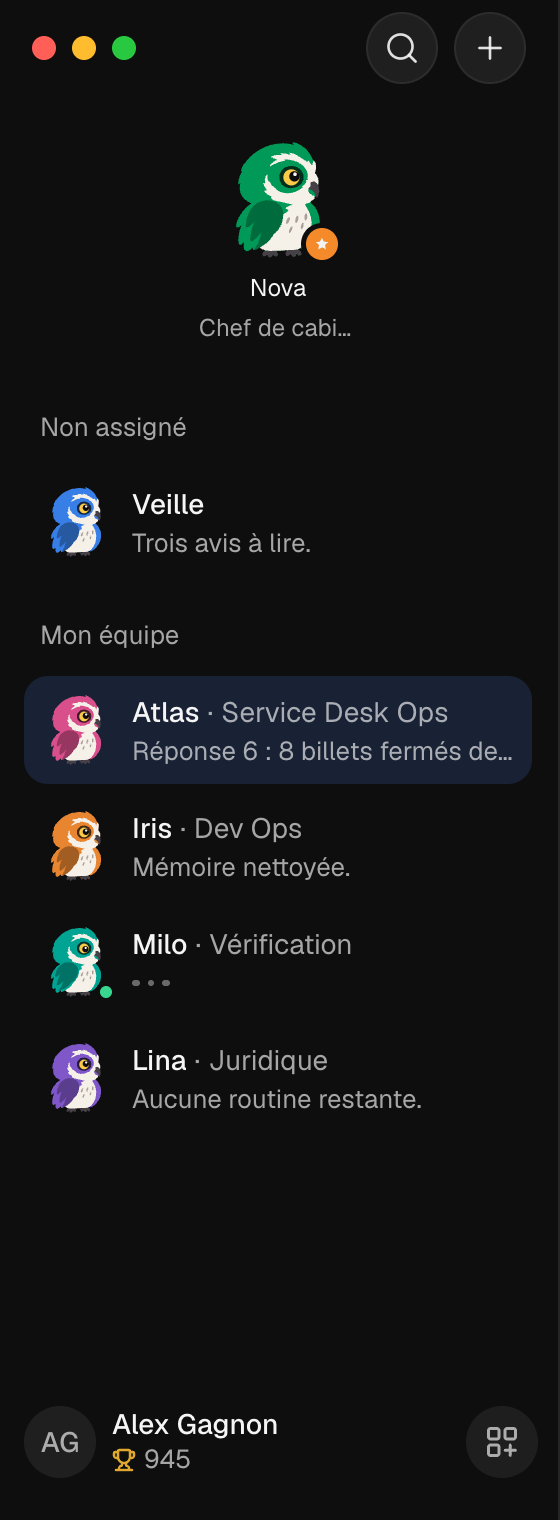 Nova
Chef de cabi...
Non assigné
Veille
Trois avis à lire.
Mon équipe
Atlas · Service Desk Ops
Réponse 6 : 8 billets fermés de...
Iris · Dev Ops
Mémoire nettoyée.
Milo · Vérification
Lina · Juridique
Aucune routine restante.
AG
Alex Gagnon
945